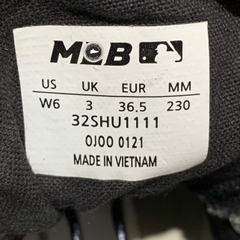 MLB
US UK EUR MM
W6 3 36.5 230
32SHU1111
0J00 0121
MADE IN VIETNAM